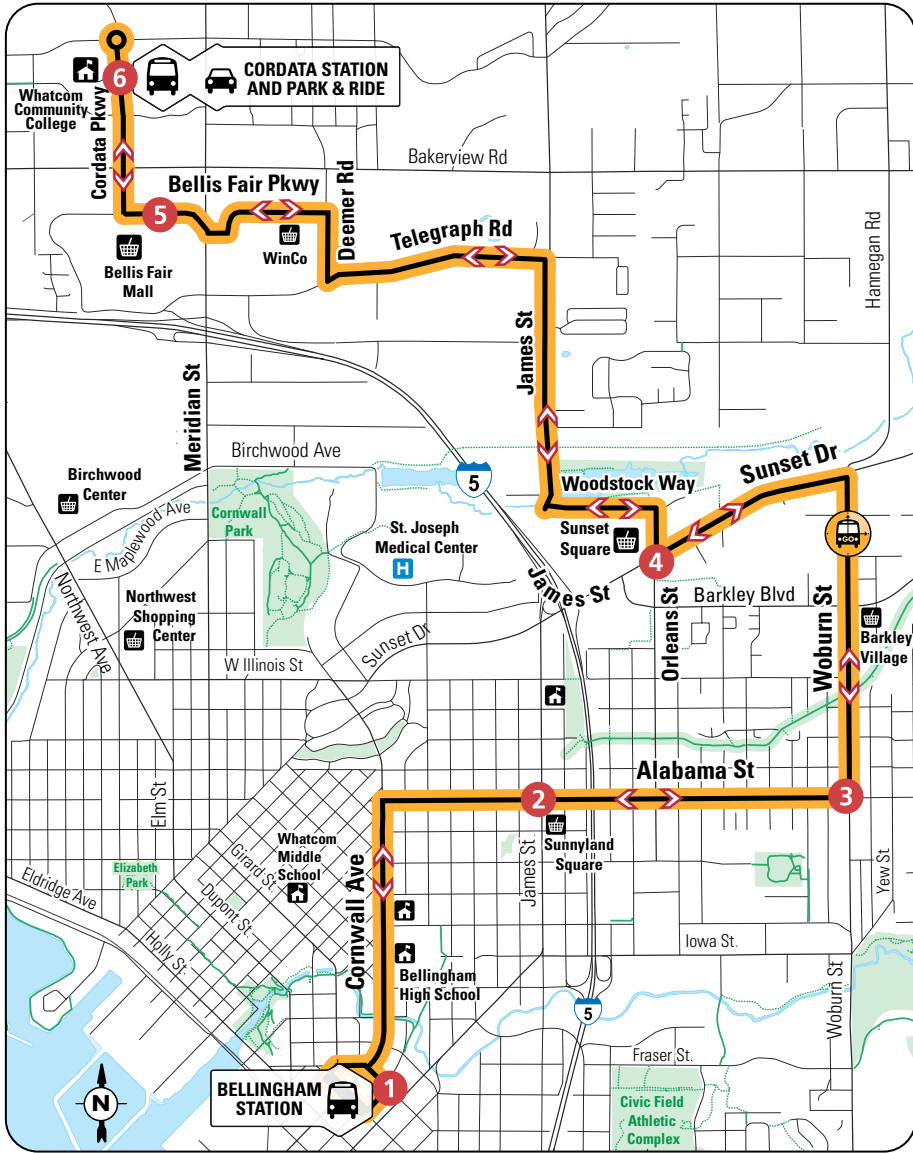 6
CORDATA STATION
AND PARK & RIDE
Whatcom
Community
College
Cordata Pkwy
Bakerview Rd
Bellis Fair Pkwy
Deemer Rd
5
Hannegan Rd
Telegraph Rd
WinCo
Bellis Fair
Mall
James St
Meridian St
Birchwood Ave
5
Sunset Dr
Birchwood
Center
Woodstock Way
Cornwall
Park
E Maplewood Ave
St. Joseph
Medical Center
H
Sunset
Square
GO
4
James St
Northwest Ave
Northwest
Shopping
Center
Barkley Blvd
Orleans St
Woburn St
Barkley
Village
Sunset Dr
W Illinois St
Alabama St
2
3
Elm St
Sunnyland
Square
James St.
Whatcom
Middle
School
Girard St.
Cornwall Ave
Yew St
Elizabeth
Park
Eldridge Ave
Dupont St.
Holly St.
Iowa St.
Bellingham
High School
Woburn St
5
Fraser St.
BELLINGHAM
STATION
1
N
Civic Field
Athletic
Complex